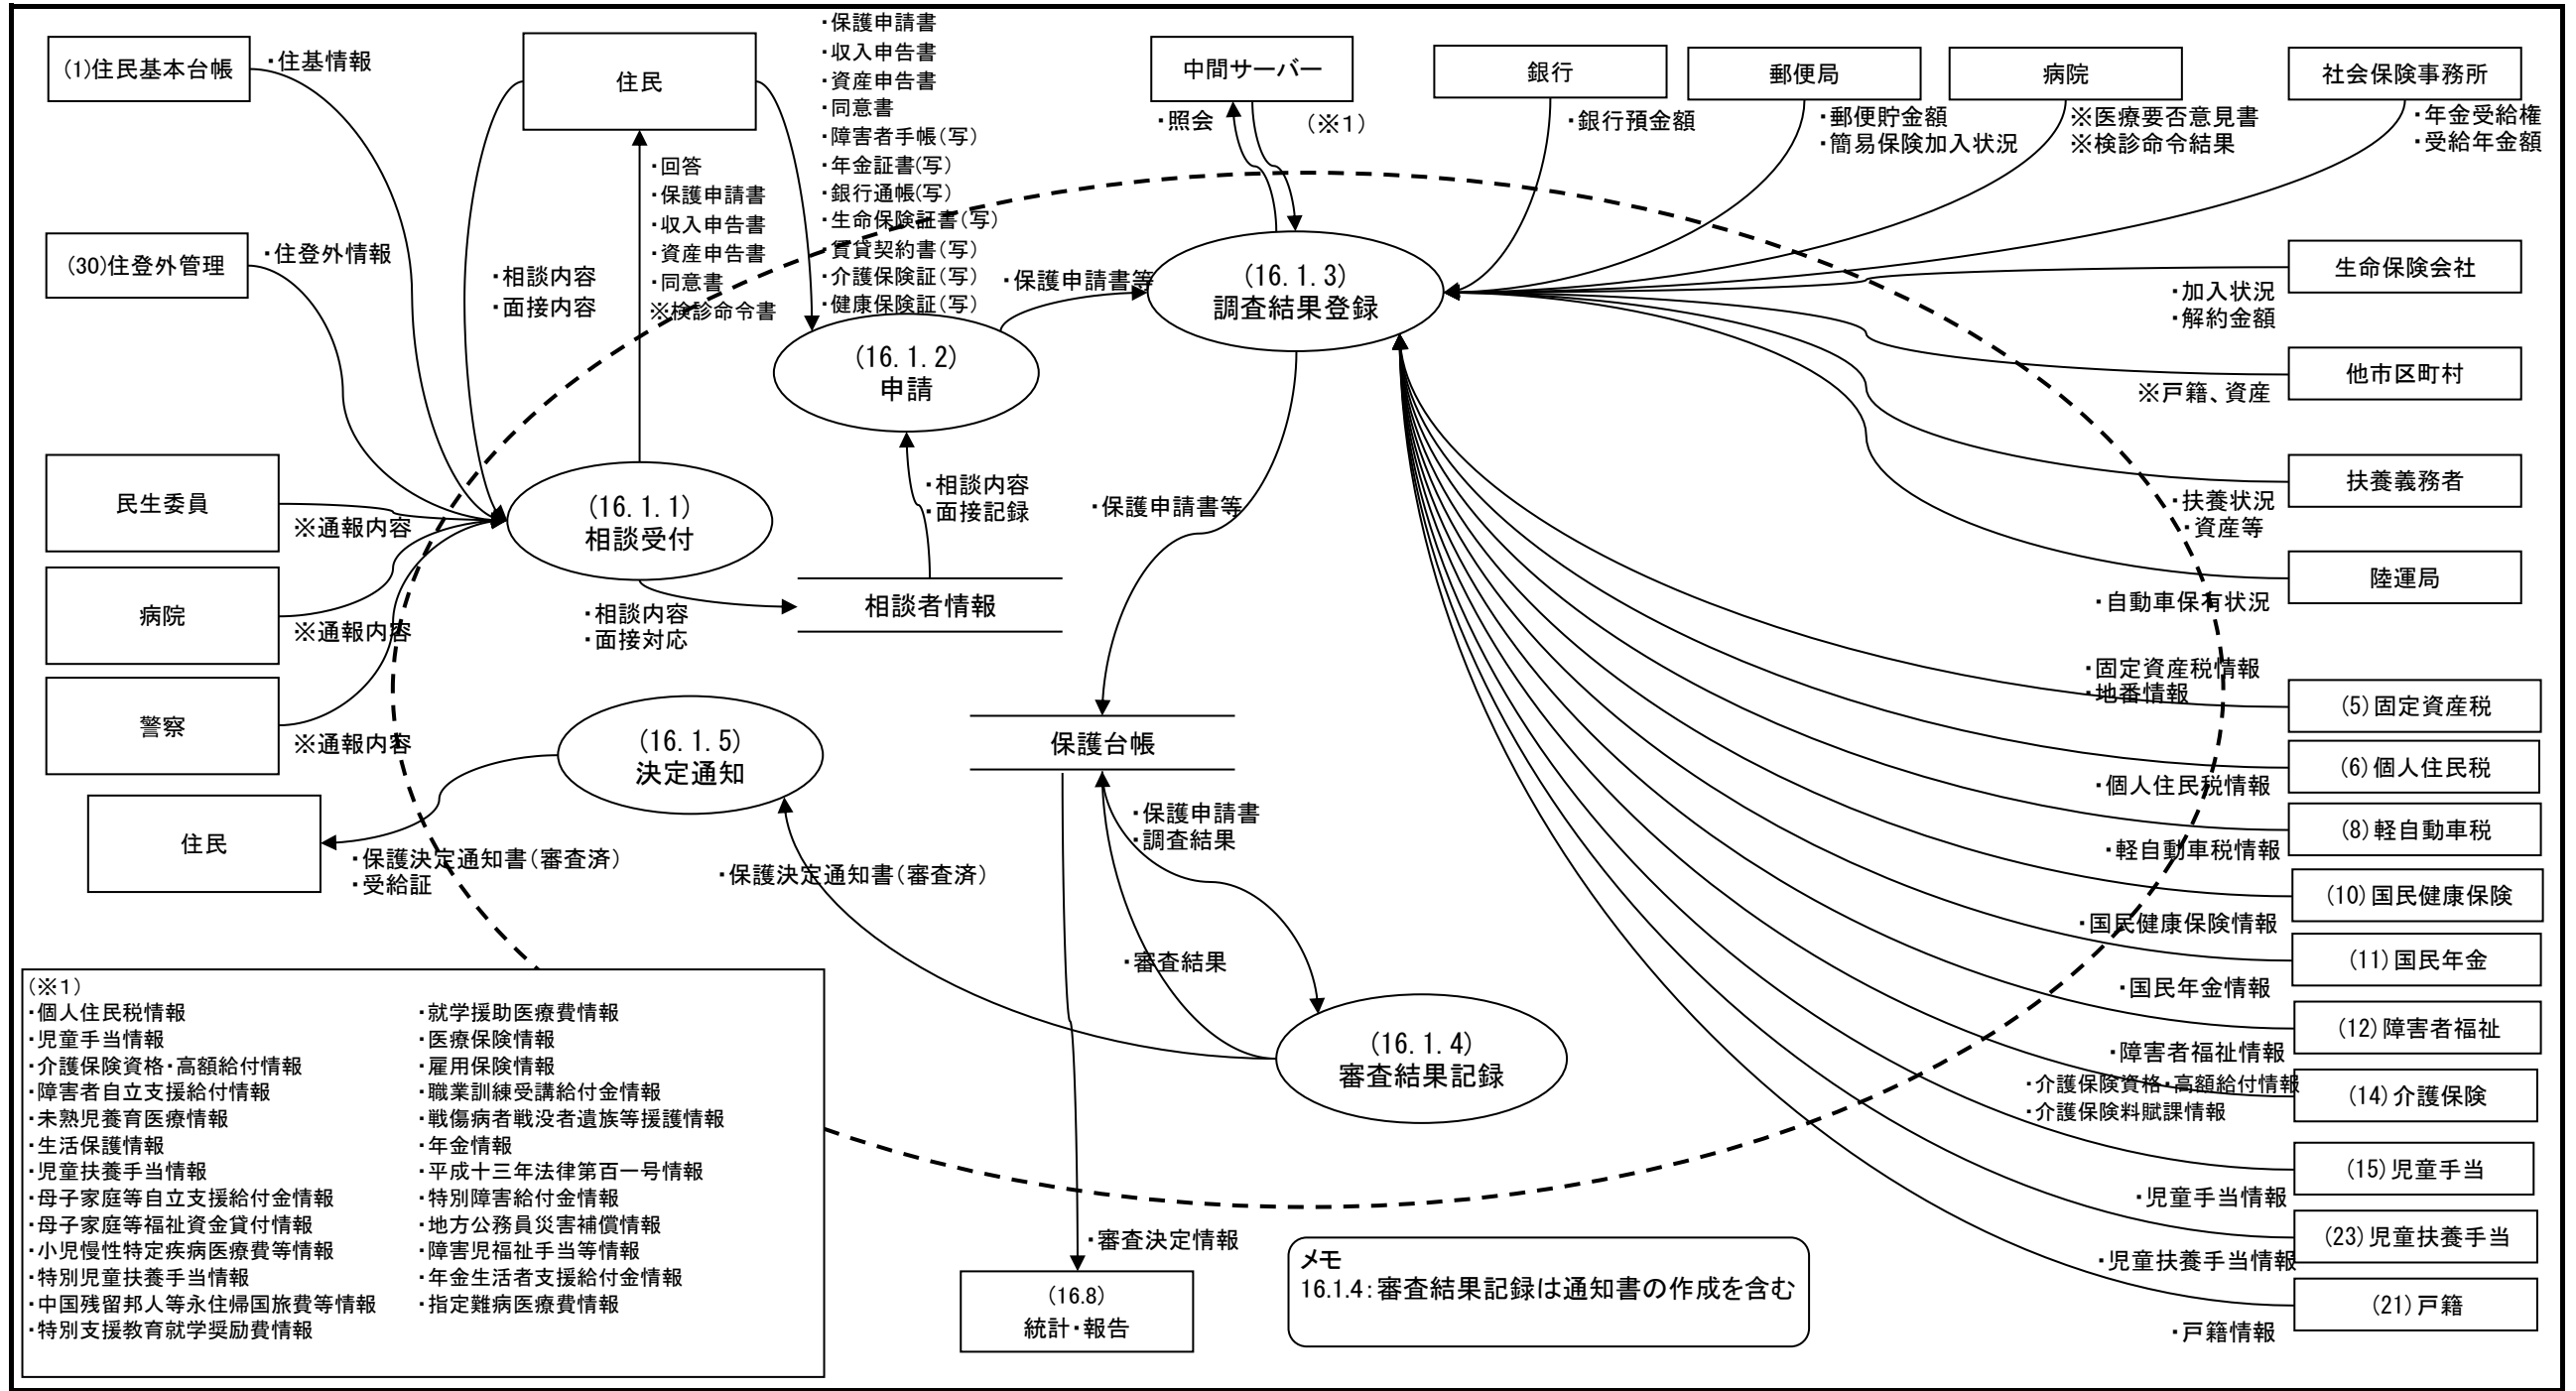 (1)住民基本台帳
・住基情報
住民
・保護申請書
・収入申告書
・資産申告書
・同意書
・障害者手帳(写)
・年金証書(写)
・銀行通帳(写)
・生命保険証書(写)
・賃貸契約書(写)
・介護保険証(写)
・健康保険証(写)
中間サーバー
・照会
(※1)
銀行
・銀行預金額
郵便局
・郵便貯金額
・簡易保険加入状況
病院
※医療要否意見書
※検診命令結果
社会保険事務所
・年金受給権
・受給年金額
(30)住登外管理
・住登外情報
・相談内容
・面接内容
・回答
・保護申請書
・収入申告書
・資産申告書
・同意書
※検診命令書
・保護申請書等
(16.1.3)
調査結果登録
生命保険会社
・加入状況
・解約金額
(16.1.2)
申請
他市区町村
※戸籍、資産
民生委員
※通報内容
(16.1.1)
相談受付
・相談内容
・面接記録
・保護申請書等
扶養義務者
・扶養状況
・資産等
病院
※通報内容
・相談内容
・面接対応
相談者情報
陸運局
・自動車保有状況
警察
※通報内容
(16.1.5)
決定通知
保護台帳
・固定資産税情報
・地番情報
(5)固定資産税
(6)個人住民税
・個人住民税情報
(8)軽自動車税
・軽自動車税情報
住民
・保護決定通知書(審査済)
・受給証
・保護決定通知書(審査済)
・保護申請書
・調査結果
(10)国民健康保険
・国民健康保険情報
・審査結果
(11)国民年金
・国民年金情報
(16.1.4)
審査結果記録
(12)障害者福祉
・障害者福祉情報
・介護保険資格・高額給付情報
・介護保険料賦課情報
(14)介護保険
(15)児童手当
・児童手当情報
(23)児童扶養手当
・児童扶養手当情報
(21)戸籍
・戸籍情報
(※1)
・個人住民税情報
・児童手当情報
・介護保険資格・高額給付情報
・障害者自立支援給付情報
・未熟児養育医療情報
・生活保護情報
・児童扶養手当情報
・母子家庭等自立支援給付金情報
・母子家庭等福祉資金貸付情報
・小児慢性特定疾病医療費等情報
・特別児童扶養手当情報
・中国残留邦人等永住帰国旅費等情報
・特別支援教育就学奨励費情報
・就学援助医療費情報
・医療保険情報
・雇用保険情報
・職業訓練受講給付金情報
・戦傷病者戦没者遺族等援護情報
・年金情報
・平成十三年法律第百一号情報
・特別障害給付金情報
・地方公務員災害補償情報
・障害児福祉手当等情報
・年金生活者支援給付金情報
・指定難病医療費情報
・審査決定情報
(16.8)
統計・報告
メモ
16.1.4:審査結果記録は通知書の作成を含む